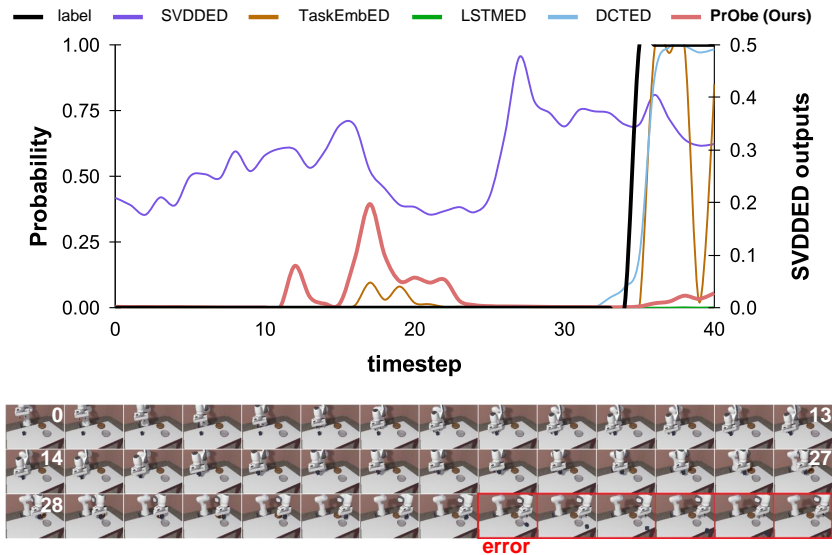 label SVDDED TaskEmbED LSTMED DCTED PrObe (Ours)
1.00 0.5
0.75 0.4
0.3
0.50
0.2
0.25
0.1
0.00 0.0
Probability
SVDDED outputs
0 10 20 30 40
timestep
0 13
14 27
28
error